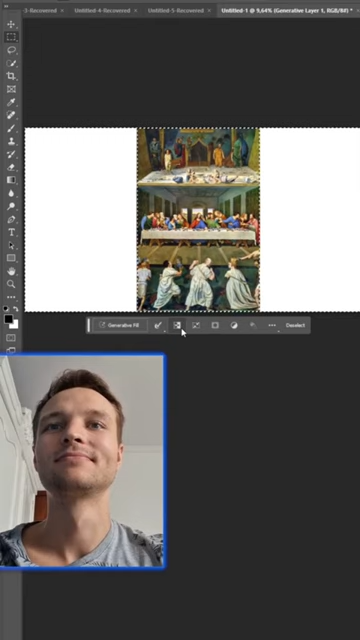 -3-Recovered × Untitled-4-Recovered × Untitled-5-Recovered × Untitled-1 @ 9,64% (Generative Layer 1, RGB/8#) *
Generative Fill Deselect